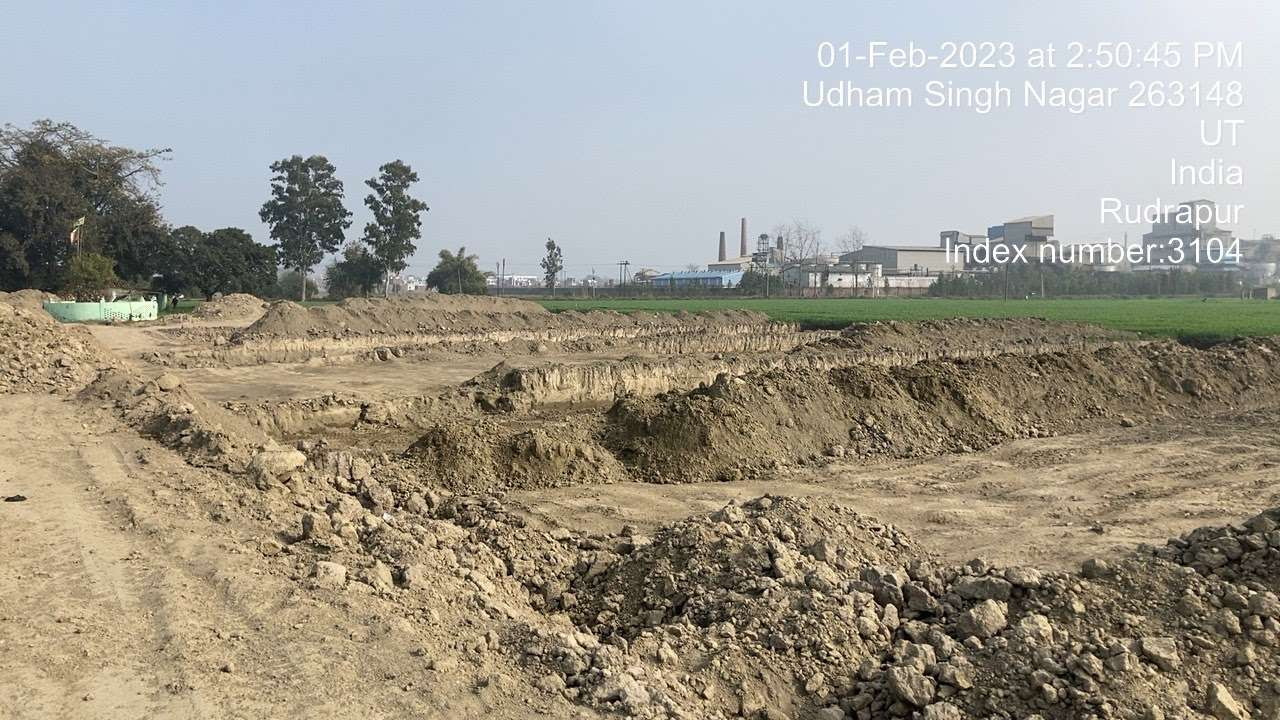 01-Feb-2023 at 2:50:45 PM
Udham Singh Nagar 263148
UT
India
Rudrapur
Index number:3104